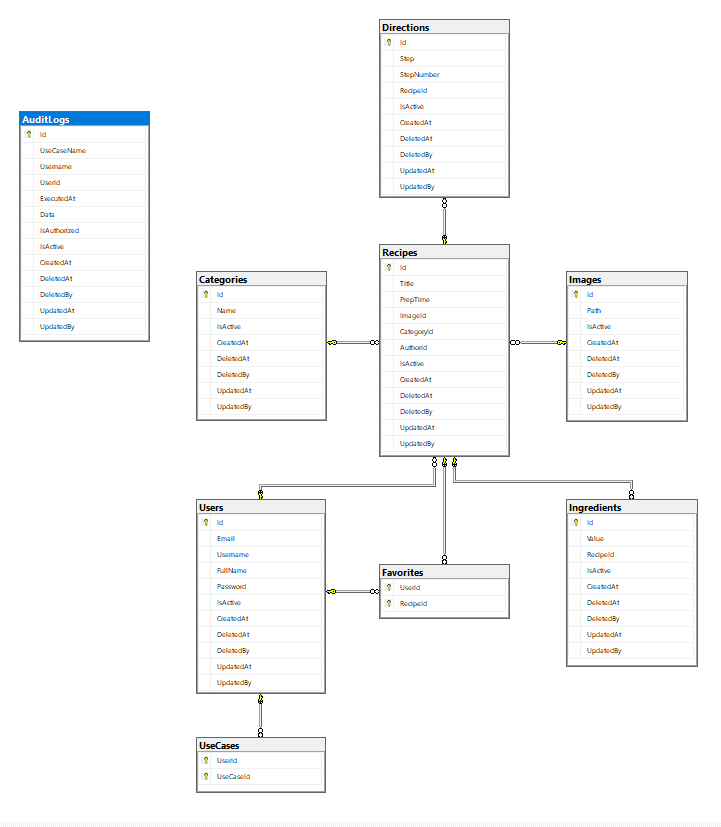 Directions
Id
Step
StepNumber
RecipeId
IsActive
CreatedAt
DeletedAt
DeletedBy
UpdatedAt
UpdatedBy
AuditLogs
Id
UseCaseName
Username
UserId
ExecutedAt
Data
IsAuthorized
IsActive
CreatedAt
DeletedAt
DeletedBy
UpdatedAt
UpdatedBy
Recipes
Id
Title
PrepTime
ImageId
CategoryId
AuthorId
IsActive
CreatedAt
DeletedAt
DeletedBy
UpdatedAt
UpdatedBy
Categories
Id
Name
IsActive
CreatedAt
DeletedAt
DeletedBy
UpdatedAt
UpdatedBy
Images
Id
Path
IsActive
CreatedAt
DeletedAt
DeletedBy
UpdatedAt
UpdatedBy
Users
Id
Email
Username
FullName
Password
IsActive
CreatedAt
DeletedAt
DeletedBy
UpdatedAt
UpdatedBy
Favorites
UserId
RecipeId
Ingredients
Id
Value
RecipeId
IsActive
CreatedAt
DeletedAt
DeletedBy
UpdatedAt
UpdatedBy
UseCases
UserId
UseCaseId